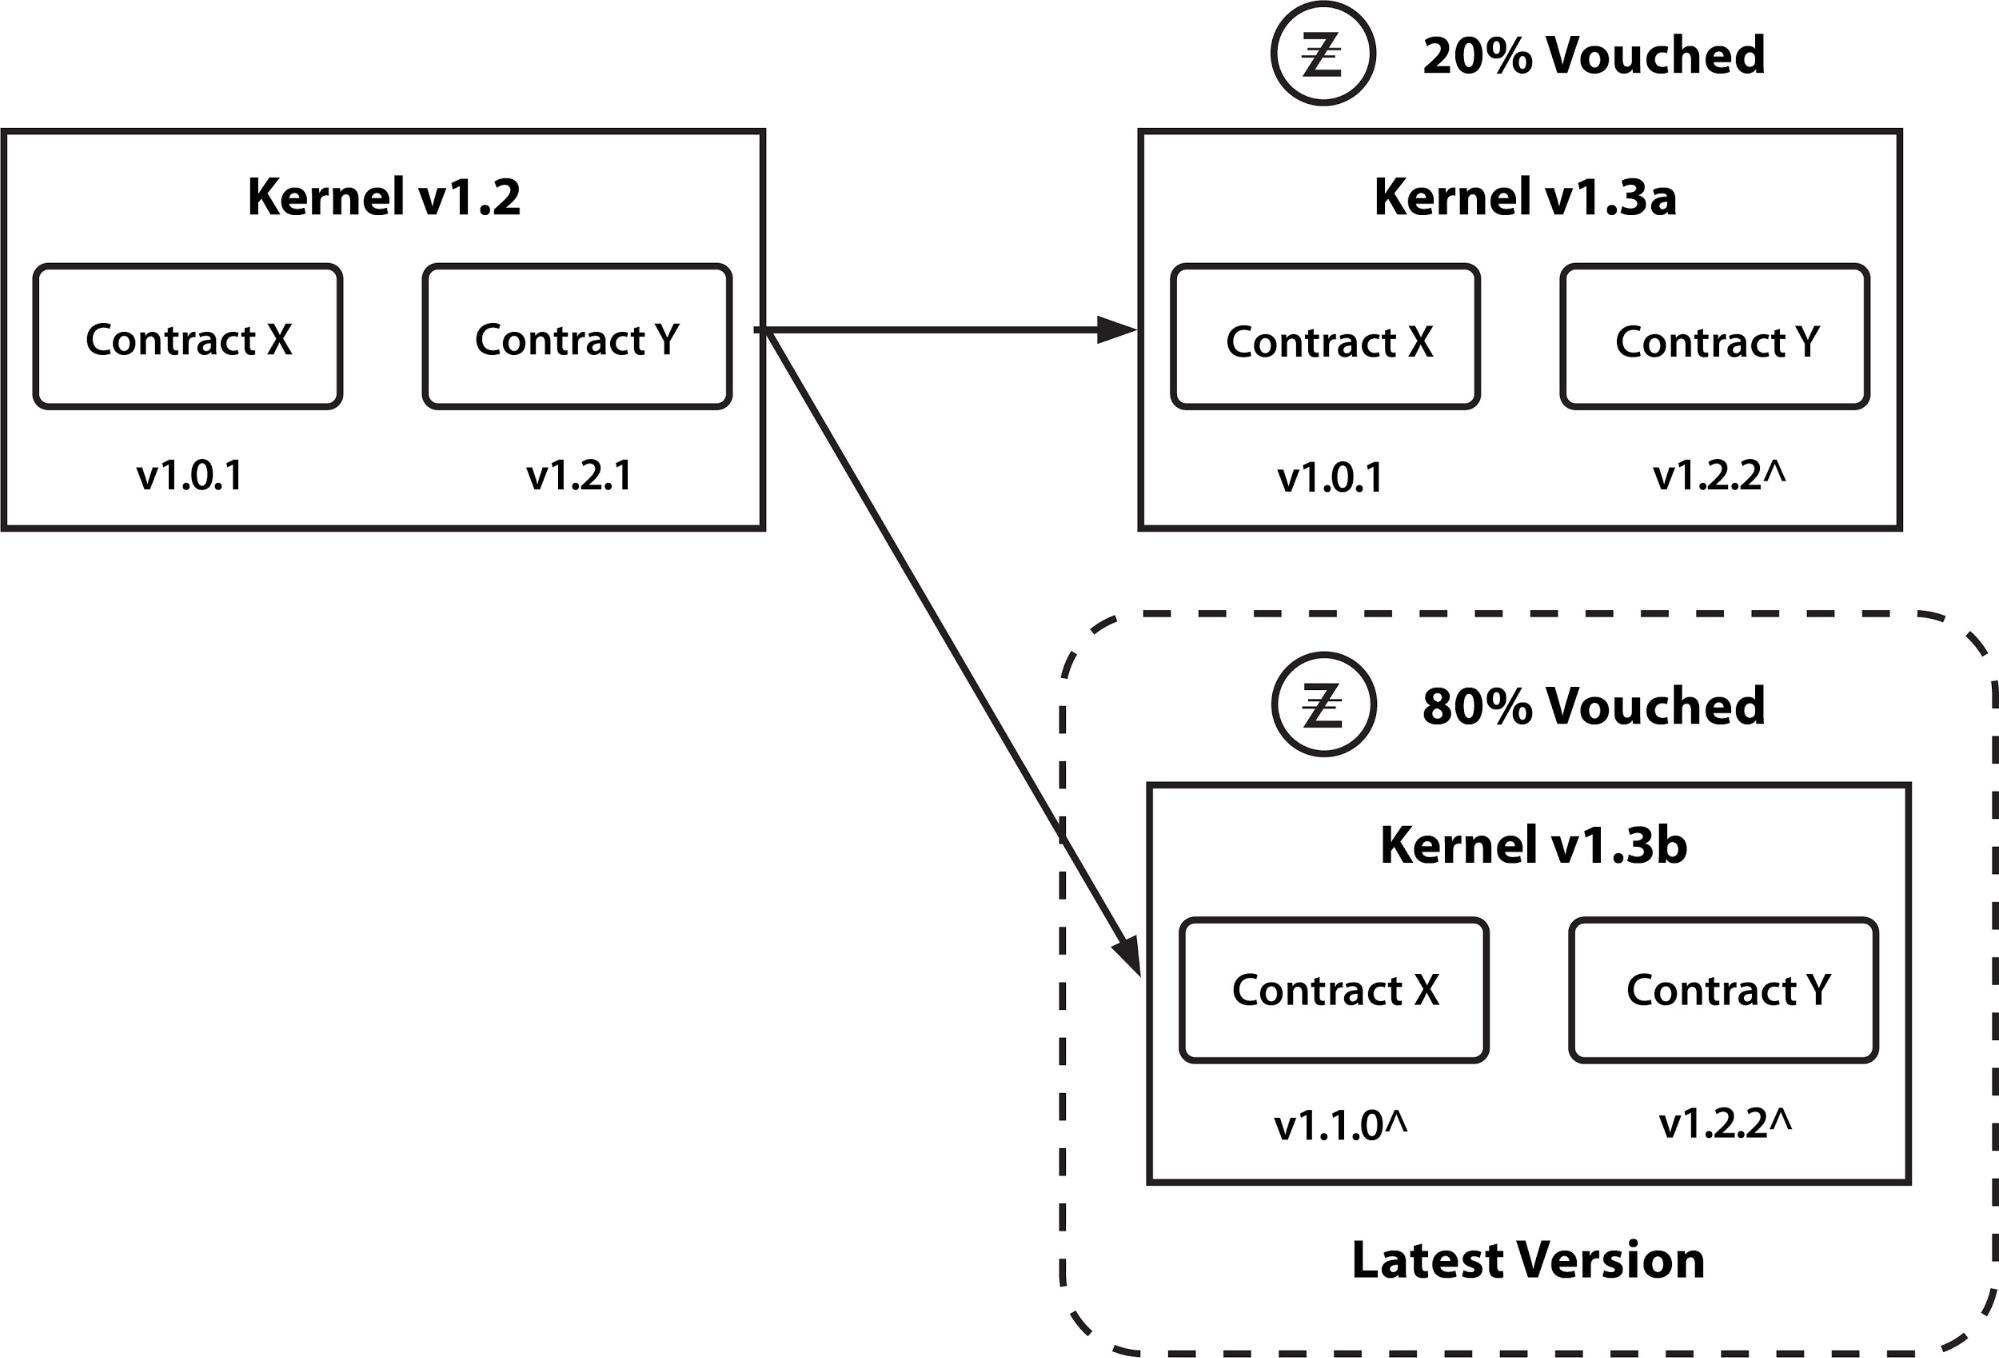 Ƶ 20% Vouched
Kernel v1.2
Contract X
Contract Y
v1.0.1
v1.2.1
Kernel v1.3a
Contract X
Contract Y
v1.0.1
v1.2.2^
Ƶ 80% Vouched
Kernel v1.3b
Contract X
Contract Y
v1.1.0^
v1.2.2^
Latest Version